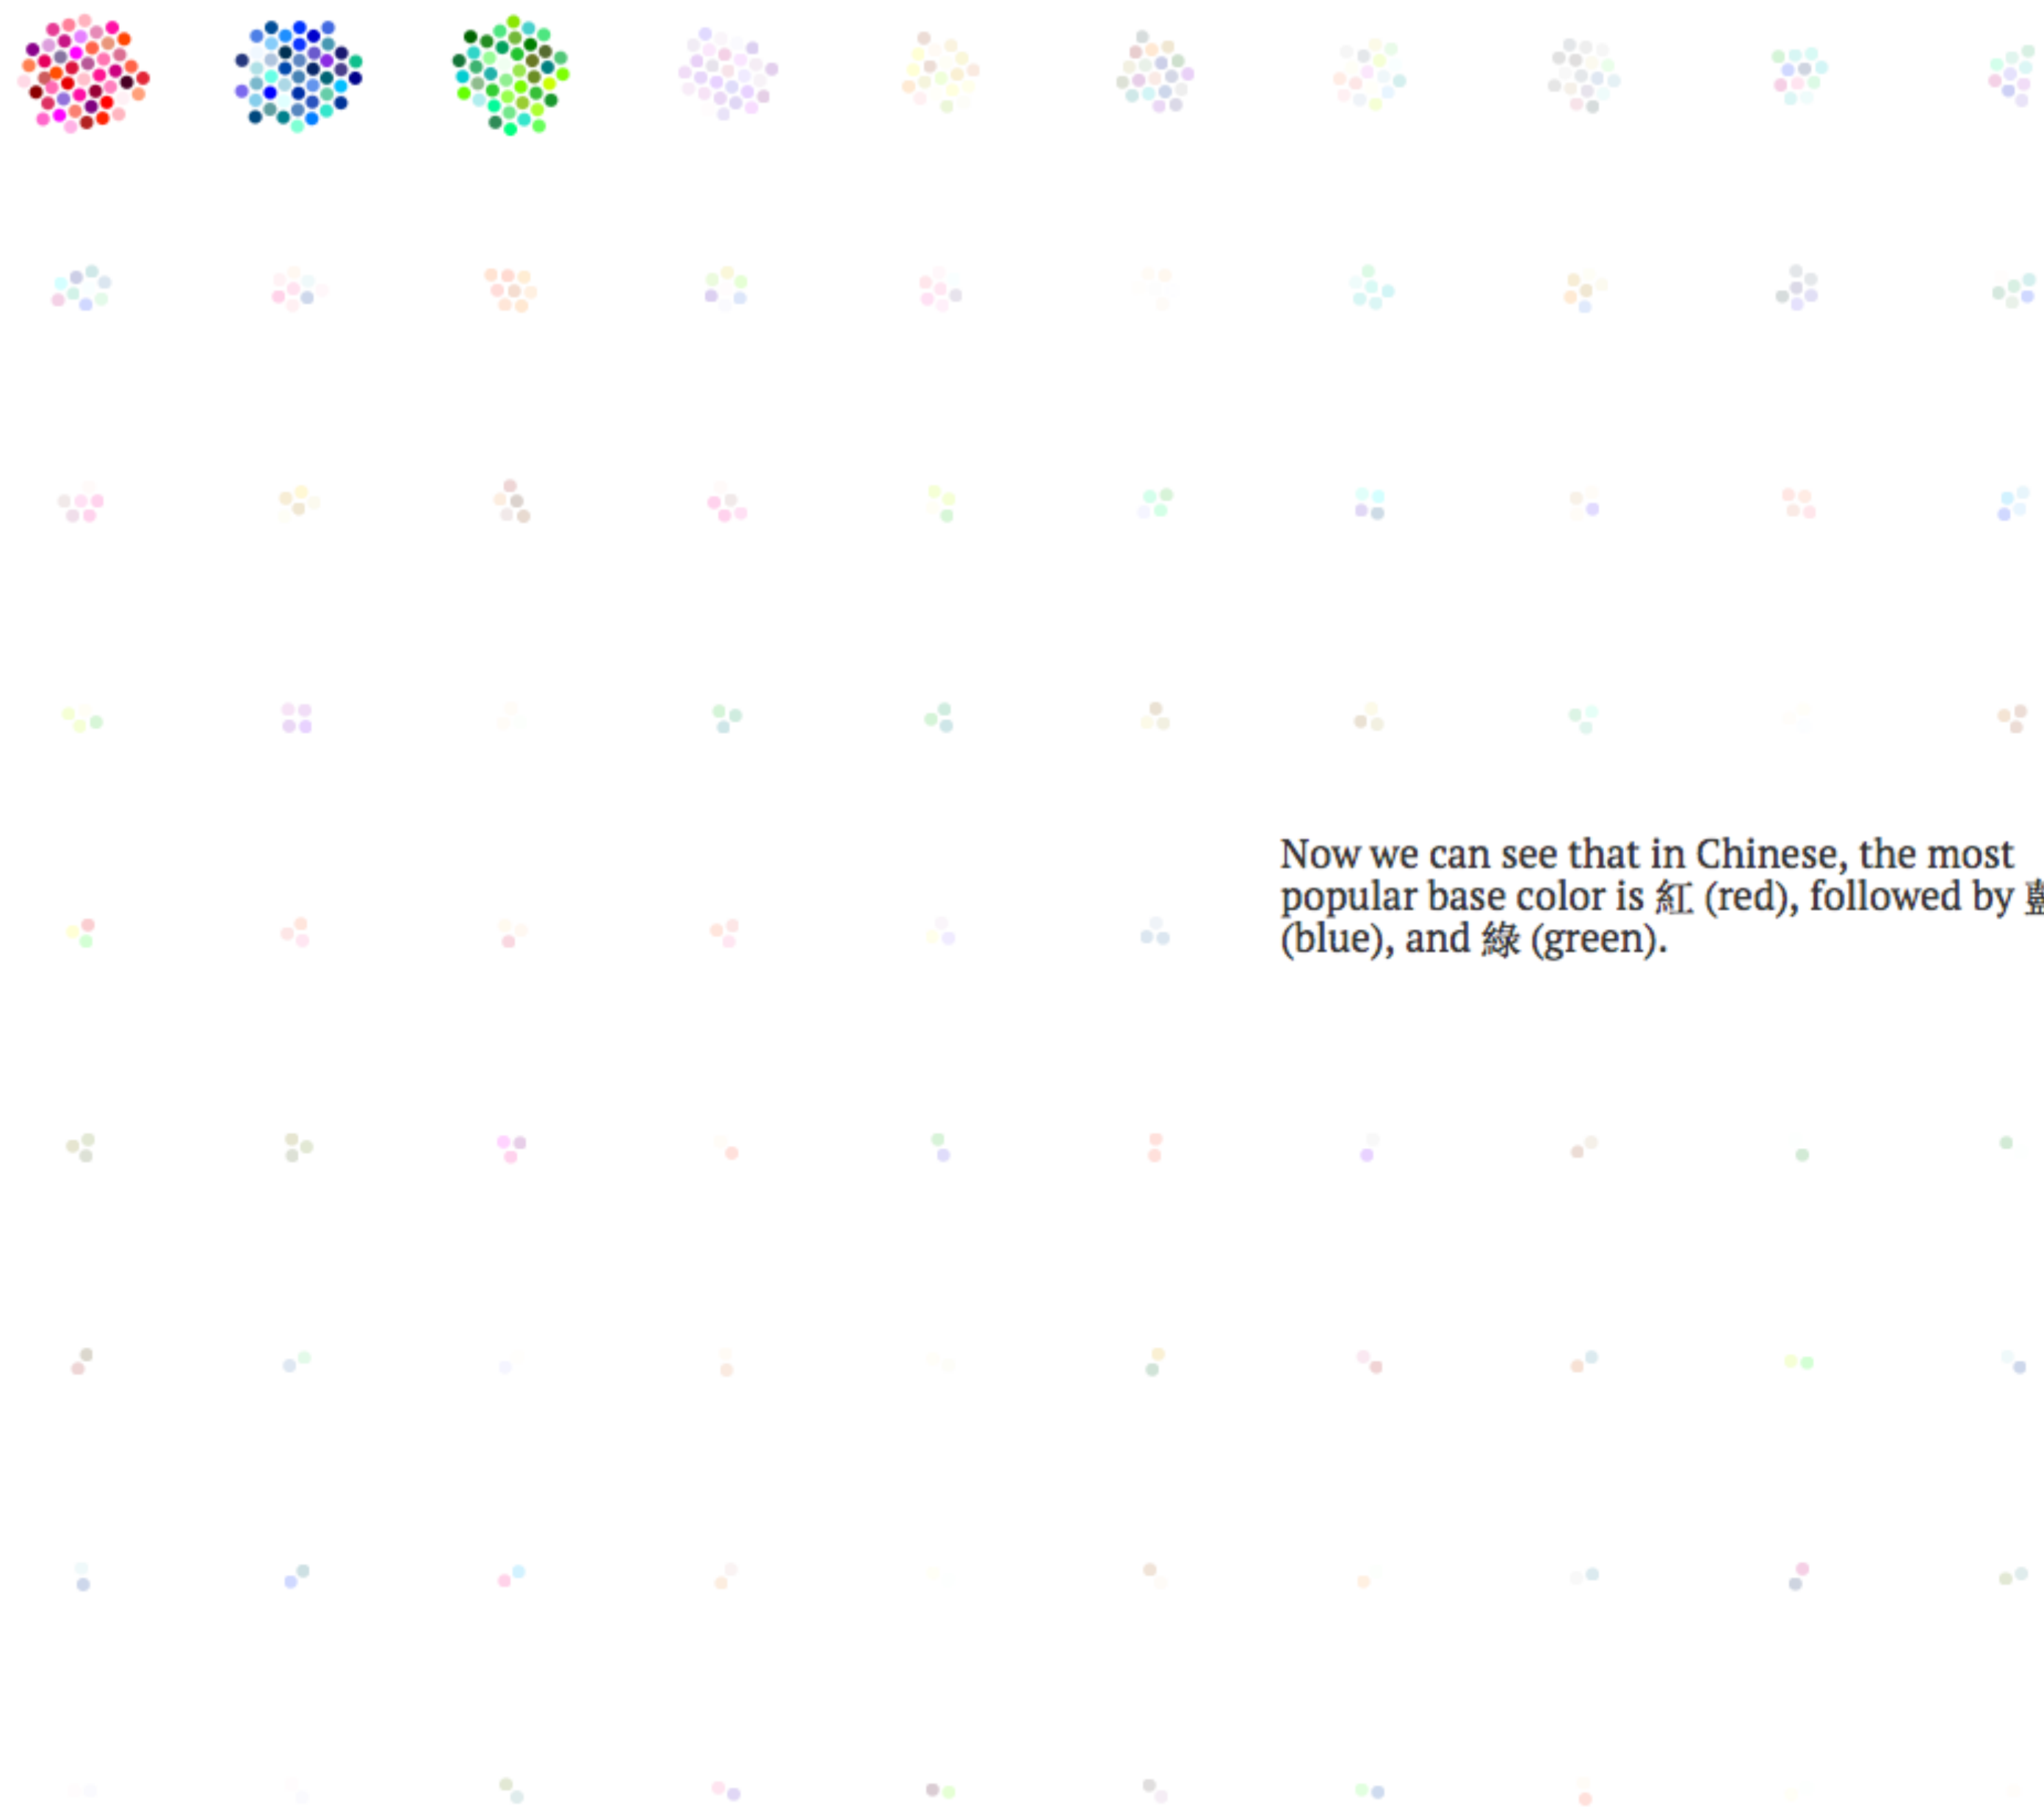 Now we can see that in Chinese, the most
popular base color is 紅 (red), followed by
(blue), and 綠 (green).